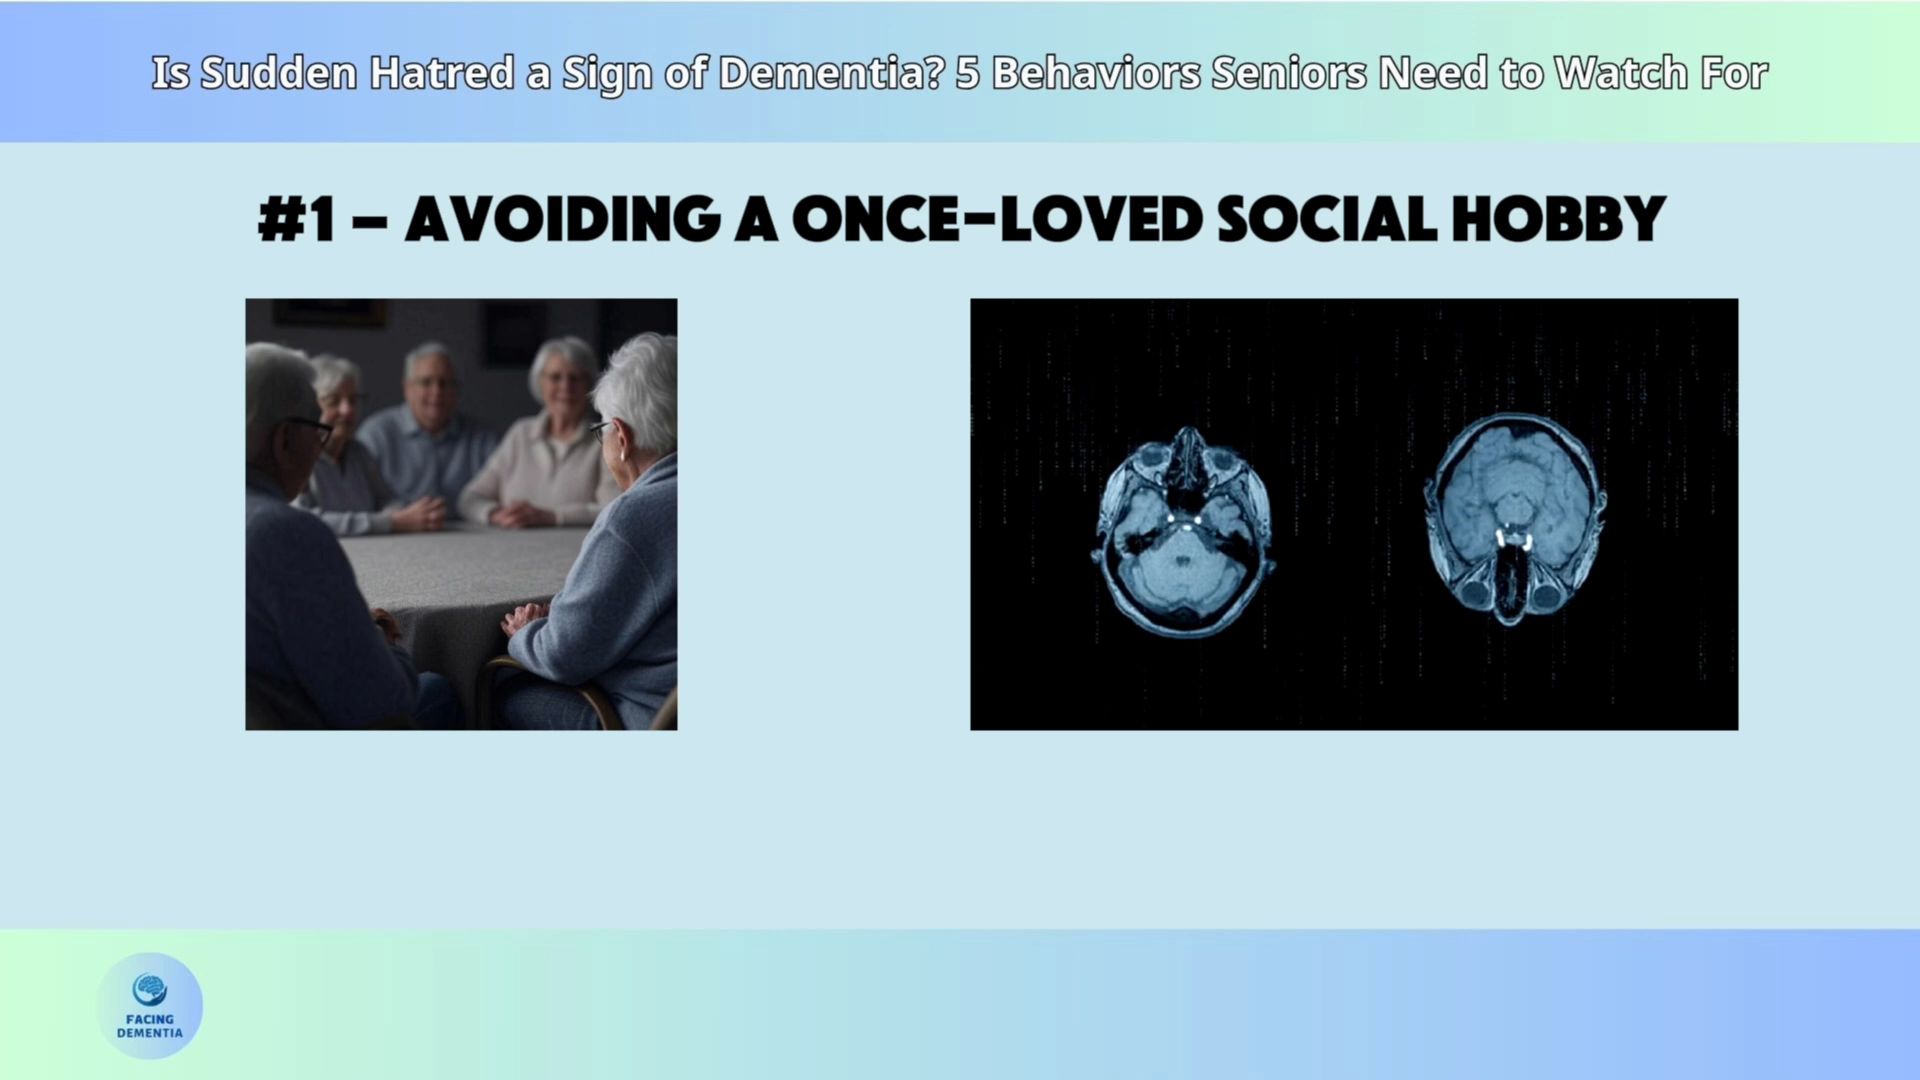 Is Sudden Hatred a Sign of Dementia? 5 Behaviors Seniors Need to Watch For
#1 – AVOIDING A ONCE-LOVED SOCIAL HOBBY
FACING
DEMENTIA